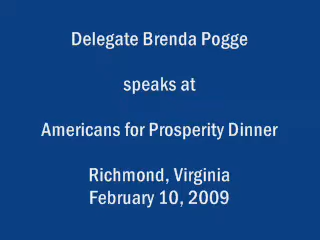 Delegate Brenda Pogge
speaks at
Americans for Prosperity Dinner
Richmond, Virginia
February 10, 2009